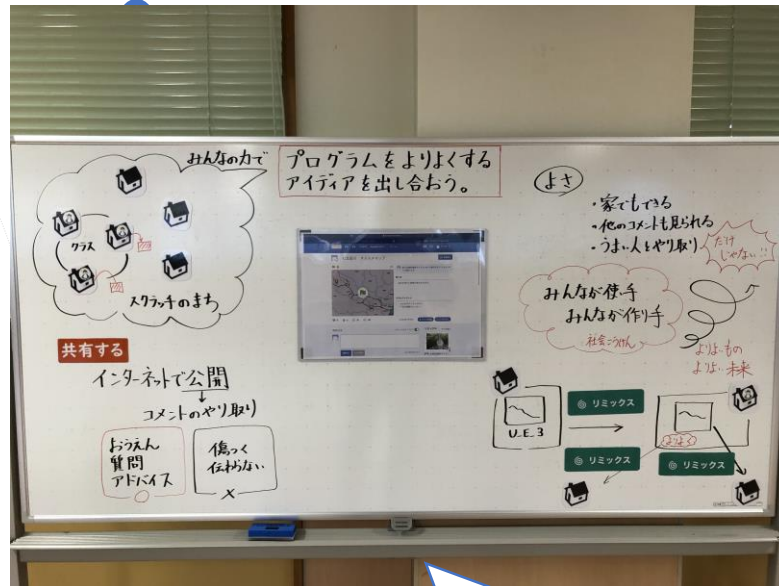 みんなの力で
プログラムをよりよくする
アイディアを出し合おう。
クラス
スクラッチのまち
共有する
インターネットで公開
↓
コメントのやり取り
おうえん
質問
アドバイス
○
傷つく
伝わらない
×
よさ
・家でもできる
・他のコメントも見られる
・うまい人とやり取り
だけ
じゃない!!
みんなが使い手
みんなが作り手
社会こうけん
よりよいもの
よりよい未来
リミックス
よりよく
リミックス
リミックス